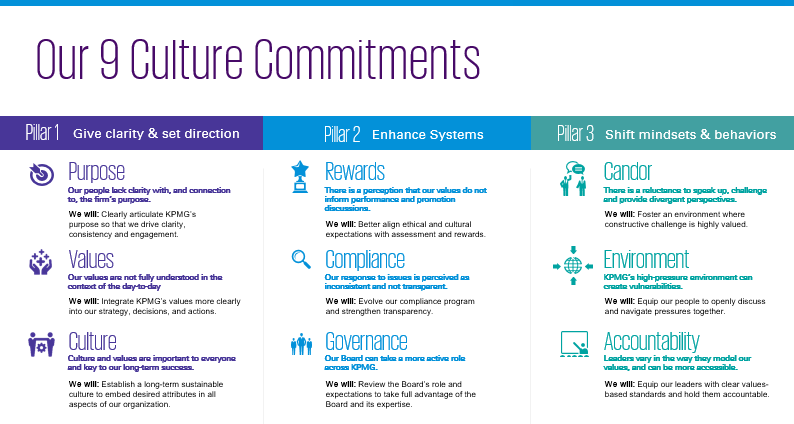 Our 9 Culture Commitments
Pillar 1 Give clarity & set direction
Purpose
Our people lack clarity with, and connection
to, the firm's purpose.
We will: Clearly articulate KPMG's
purpose so that we drive clarity,
consistency and engagement.
Values
Our values are not fully understood in the
context of the day-to-day
We will: Integrate KPMG's values more clearly
into our strategy, decisions, and actions.
Culture
Culture and values are important to everyone
and key to our long-term success.
We will: Establish a long-term sustainable
culture to embed desired attributes in all
aspects of our organization.
Pillar 2 Enhance Systems
Rewards
There is a perception that our values do not
inform performance and promotion
discussions.
We will: Better align ethical and cultural
expectations with assessment and rewards.
Compliance
Our response to issues is perceived as
inconsistent and not transparent.
We will: Evolve our compliance program
and strengthen transparency.
Governance
Our Board can take a more active role
across KPMG.
We will: Review the Board's role and
expectations to take full advantage of the
Board and its expertise.
Pillar 3 Shift mindsets & behaviors
Candor
There is a reluctance to speak up, challenge
and provide divergent perspectives.
We will: Foster an environment where
constructive challenge is highly valued.
Environment
KPMG's high-pressure environment can
create vulnerabilities.
We will: Equip our people to openly discuss
and navigate pressures together.
Accountability
Leaders vary in the way they model our
values, and can be more accessible.
We will: Equip our leaders with clear values-
based standards and hold them accountable.